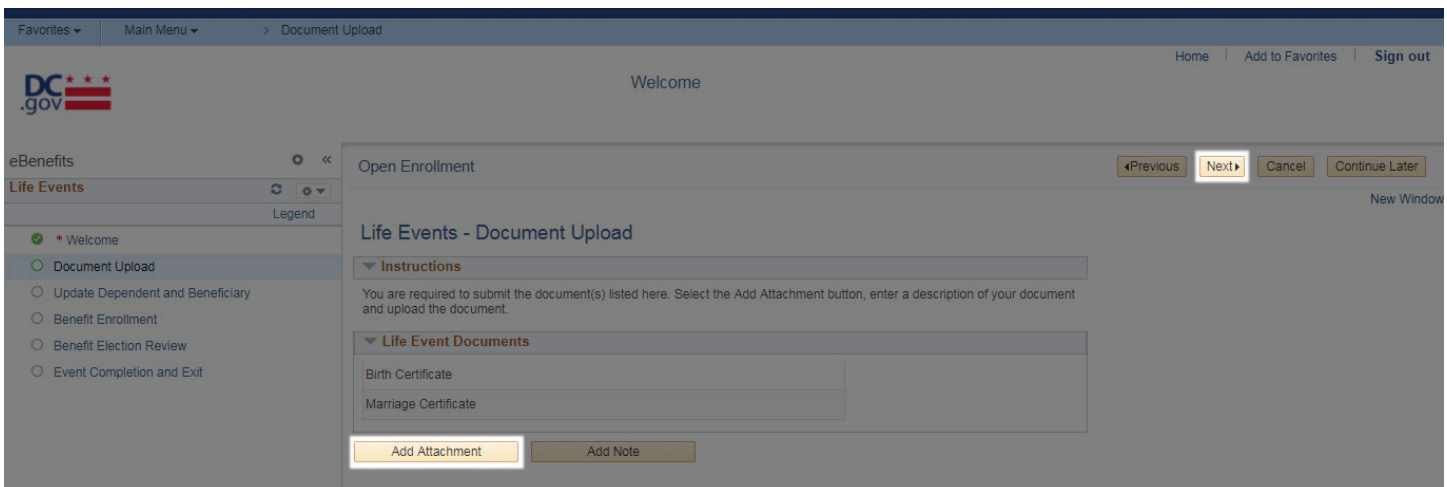 Favorites Main Menu > Document Upload
Home Add to Favorites Sign out
DC
.gov
Welcome
eBenefits «
Life Events
Legend
* Welcome
Document Upload
Update Dependent and Beneficiary
Benefit Enrollment
Benefit Election Review
Event Completion and Exit
Open Enrollment
Previous Next Cancel Continue Later
New Window
Life Events - Document Upload
Instructions
You are required to submit the document(s) listed here. Select the Add Attachment button, enter a description of your document
and upload the document.
Life Event Documents
Birth Certificate
Marriage Certificate
Add Attachment Add Note